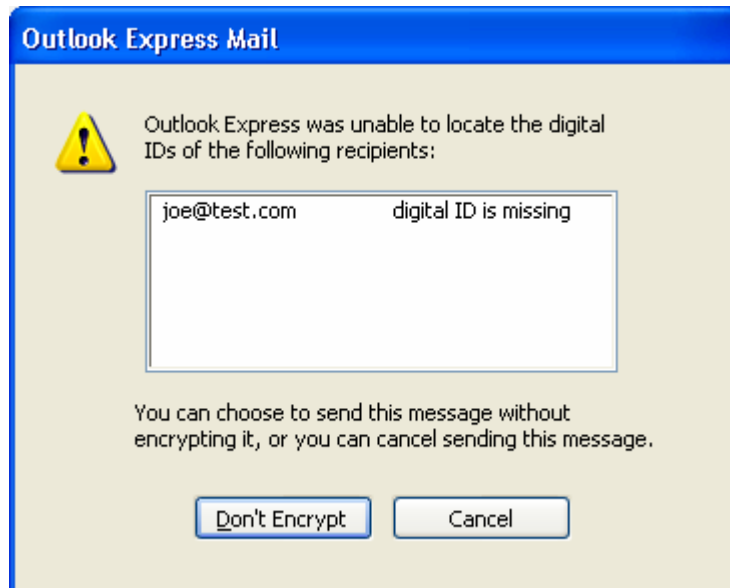 Outlook Express Mail
Outlook Express was unable to locate the digital
IDs of the following recipients:
joe@test.com digital ID is missing
You can choose to send this message without
encrypting it, or you can cancel sending this message.
Don't Encrypt Cancel